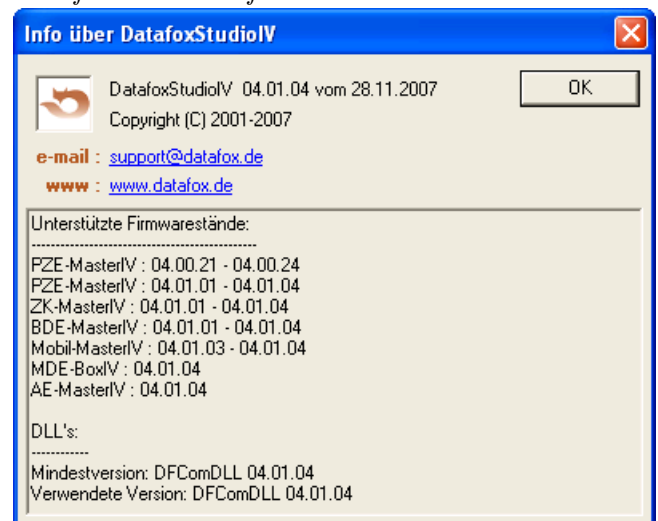 Info über DatafoxStudioIV
DatafoxStudioIV 04.01.04 vom 28.11.2007
OK
Copyright (C) 2001-2007
e-mail : support@datafox.de
www : www.datafox.de
Unterstützte Firmwarestände:
---------------------------------------------
PZE-MasterIV : 04.00.21 - 04.00.24
PZE-MasterIV : 04.01.01 - 04.01.04
ZK-MasterIV : 04.01.01 - 04.01.04
BDE-MasterIV : 04.01.01 - 04.01.04
Mobil-MasterIV : 04.01.03 - 04.01.04
MDE-BoxIV : 04.01.04
AE-MasterIV : 04.01.04
DLL's:
------------
Mindestversion: DFComDLL 04.01.04
Verwendete Version: DFComDLL 04.01.04